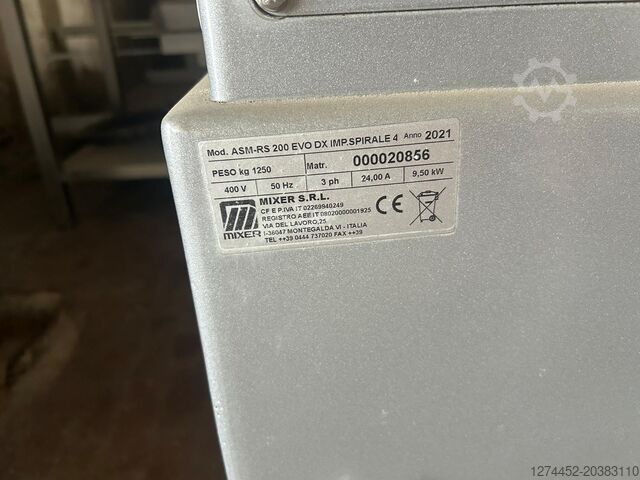 Mod. ASM-RS 200 EVO DX IMP.SPIRALE 4 Anno 2021
PESO kg 1250 Matr. 000020856
400 V 50 Hz 3 ph 24,00 A 9,50 kW
MIXER S.R.L.
CF E P.IVA IT 02269940249
REGISTRO AEE IT 08020000001925
VIA DEL LAVORO,25
I-36047 MONTEGALDA VI - ITALIA
TEL ++39 0444 737020 FAX ++39
MIXER
CE
1274452-20383110